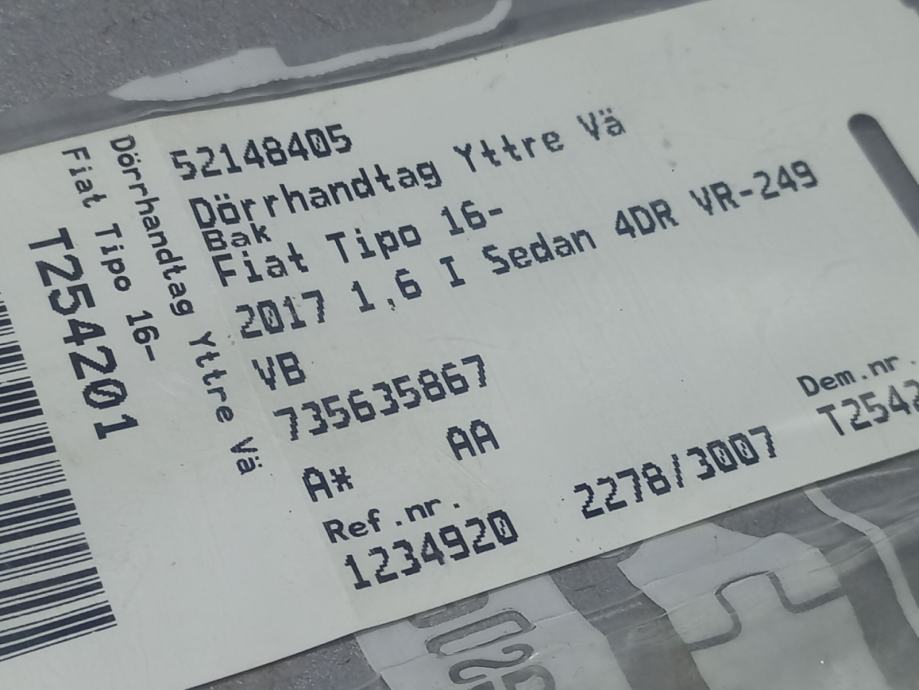 52148405
Dörrhandtag Yttre Vä
Bak
Fiat Tipo 16-
2017 1,6 I Sedan 4DR VR-249
VB
735635867
A* AA
Ref.nr.
1234920 2278/3007
Dem.nr.
T2542
Dörrhandtag Yttre Vä
Fiat Tipo 16-
T254201